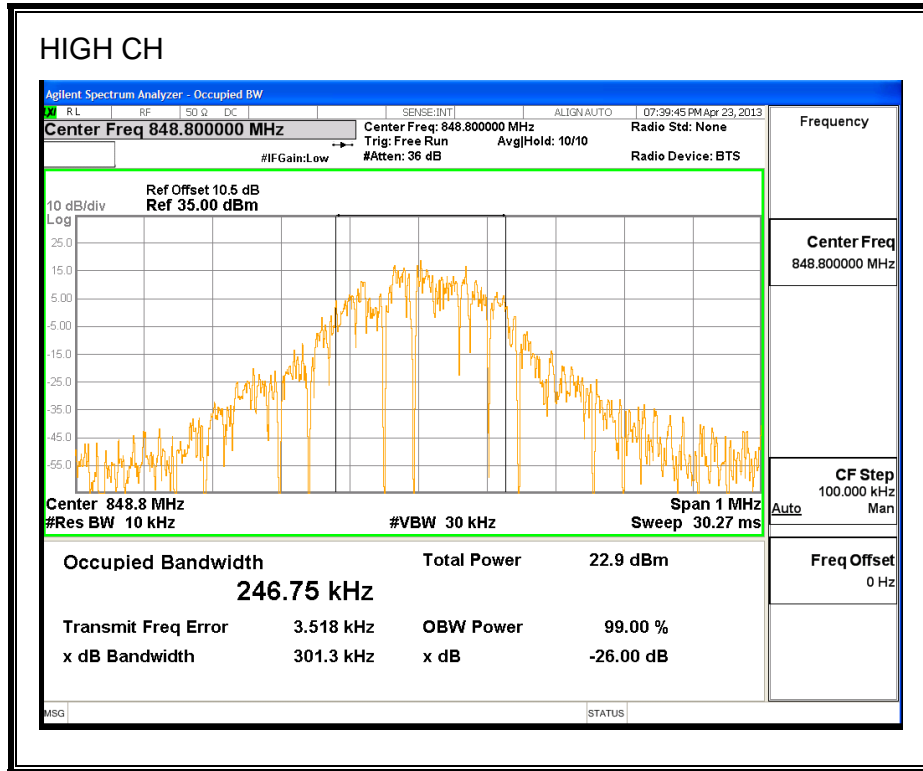 HIGH CH
Agilent Spectrum Analyzer - Occupied BW
RL RF 50 Ω DC SENSE:INT ALIGN AUTO 07:39:45 PM Apr 23, 2013
Center Freq 848.800000 MHz
Center Freq: 848.800000 MHz
Radio Std: None
Trig: Free Run Avg|Hold: 10/10
#IFGain:Low
#Atten: 36 dB
Radio Device: BTS
Frequency
Ref Offset 10.5 dB
10 dB/div Ref 35.00 dBm
Log
25.0
15.0
5.00
-5.00
-15.0
-25.0
-35.0
-45.0
-55.0
Center 848.8 MHz Span 1 MHz
#Res BW 10 kHz #VBW 30 kHz Sweep 30.27 ms
Center Freq
848.800000 MHz
CF Step
100.000 kHz
Auto Man
Freq Offset
0 Hz
Occupied Bandwidth Total Power 22.9 dBm
246.75 kHz
Transmit Freq Error 3.518 kHz OBW Power 99.00 %
x dB Bandwidth 301.3 kHz x dB -26.00 dB
MSG STATUS